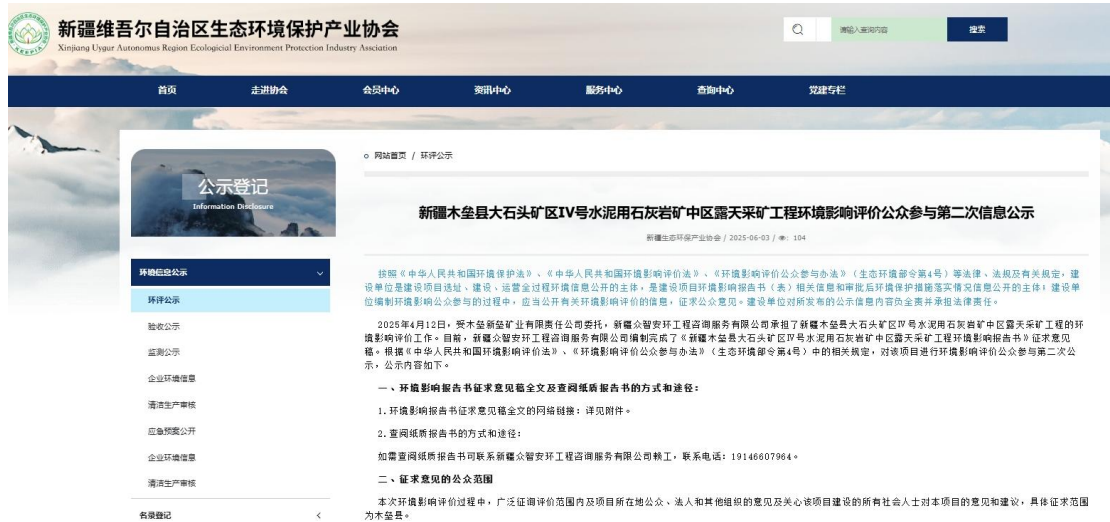 新疆维吾尔自治区生态环境保护产业协会
Xinjiang Uygur Autonomus Region Ecologicial Environment Protection Industry Assciation
KEEPIA
请输入查询内容
搜索
首页
走进协会
会员中心
资讯中心
服务中心
查询中心
党建专栏
公示登记
Information Disclosure
环境信息公示
环评公示
验收公示
监测公示
企业环境信息
清洁生产审核
应急预案公开
企业环境信息
清洁生产审核
名录登记
网站首页 / 环评公示
新疆木垒县大石头矿区IV号水泥用石灰岩矿中区露天采矿工程环境影响评价公众参与第二次信息公示
新疆生态环保产业协会 / 2025-06-03 / 104
按照《中华人民共和国环境保护法》、《中华人民共和国环境影响评价法》、《环境影响评价公众参与办法》（生态环境部令第4号）等法律、法规及有关规定，建
设单位是建设项目选址、建设、运营全过程环境信息公开的主体，是建设项目环境影响报告书（表）相关信息和审批后环境保护措施落实情况信息公开的主体；建设单
位编制环境影响公众参与的过程中，应当公开有关环境影响评价的信息，征求公众意见。建设单位对所发布的公示信息内容负全责并承担法律责任。
2025年4月12日，受木垒新垒矿业有限责任公司委托，新疆众智安环工程咨询服务有限公司承担了新疆木垒县大石头矿区IV号水泥用石灰岩矿中区露天采矿工程的环
境影响评价工作。目前，新疆众智安环工程咨询服务有限公司编制完成了《新疆木垒县大石头矿区IV号水泥用石灰岩矿中区露天采矿工程环境影响报告书》征求意见
稿。根据《中华人民共和国环境影响评价法》、《环境影响评价公众参与办法》（生态环境部令第4号）中的相关规定，对该项目进行环境影响评价公众参与第二次公
示，公示内容如下。
一、环境影响报告书征求意见稿全文及查阅纸质报告书的方式和途径：
1.环境影响报告书征求意见稿全文的网络链接：详见附件。
2.查阅纸质报告书的方式和途径：
如需查阅纸质报告书可联系新疆众智安环工程咨询服务有限公司赖工，联系电话：19146607964。
二、征求意见的公众范围
本次环境影响评价过程中，广泛征询评价范围内及项目所在地公众、法人和其他组织的意见及关心该项目建设的所有社会人士对本项目的意见和建议，具体征求范围
为木垒县。